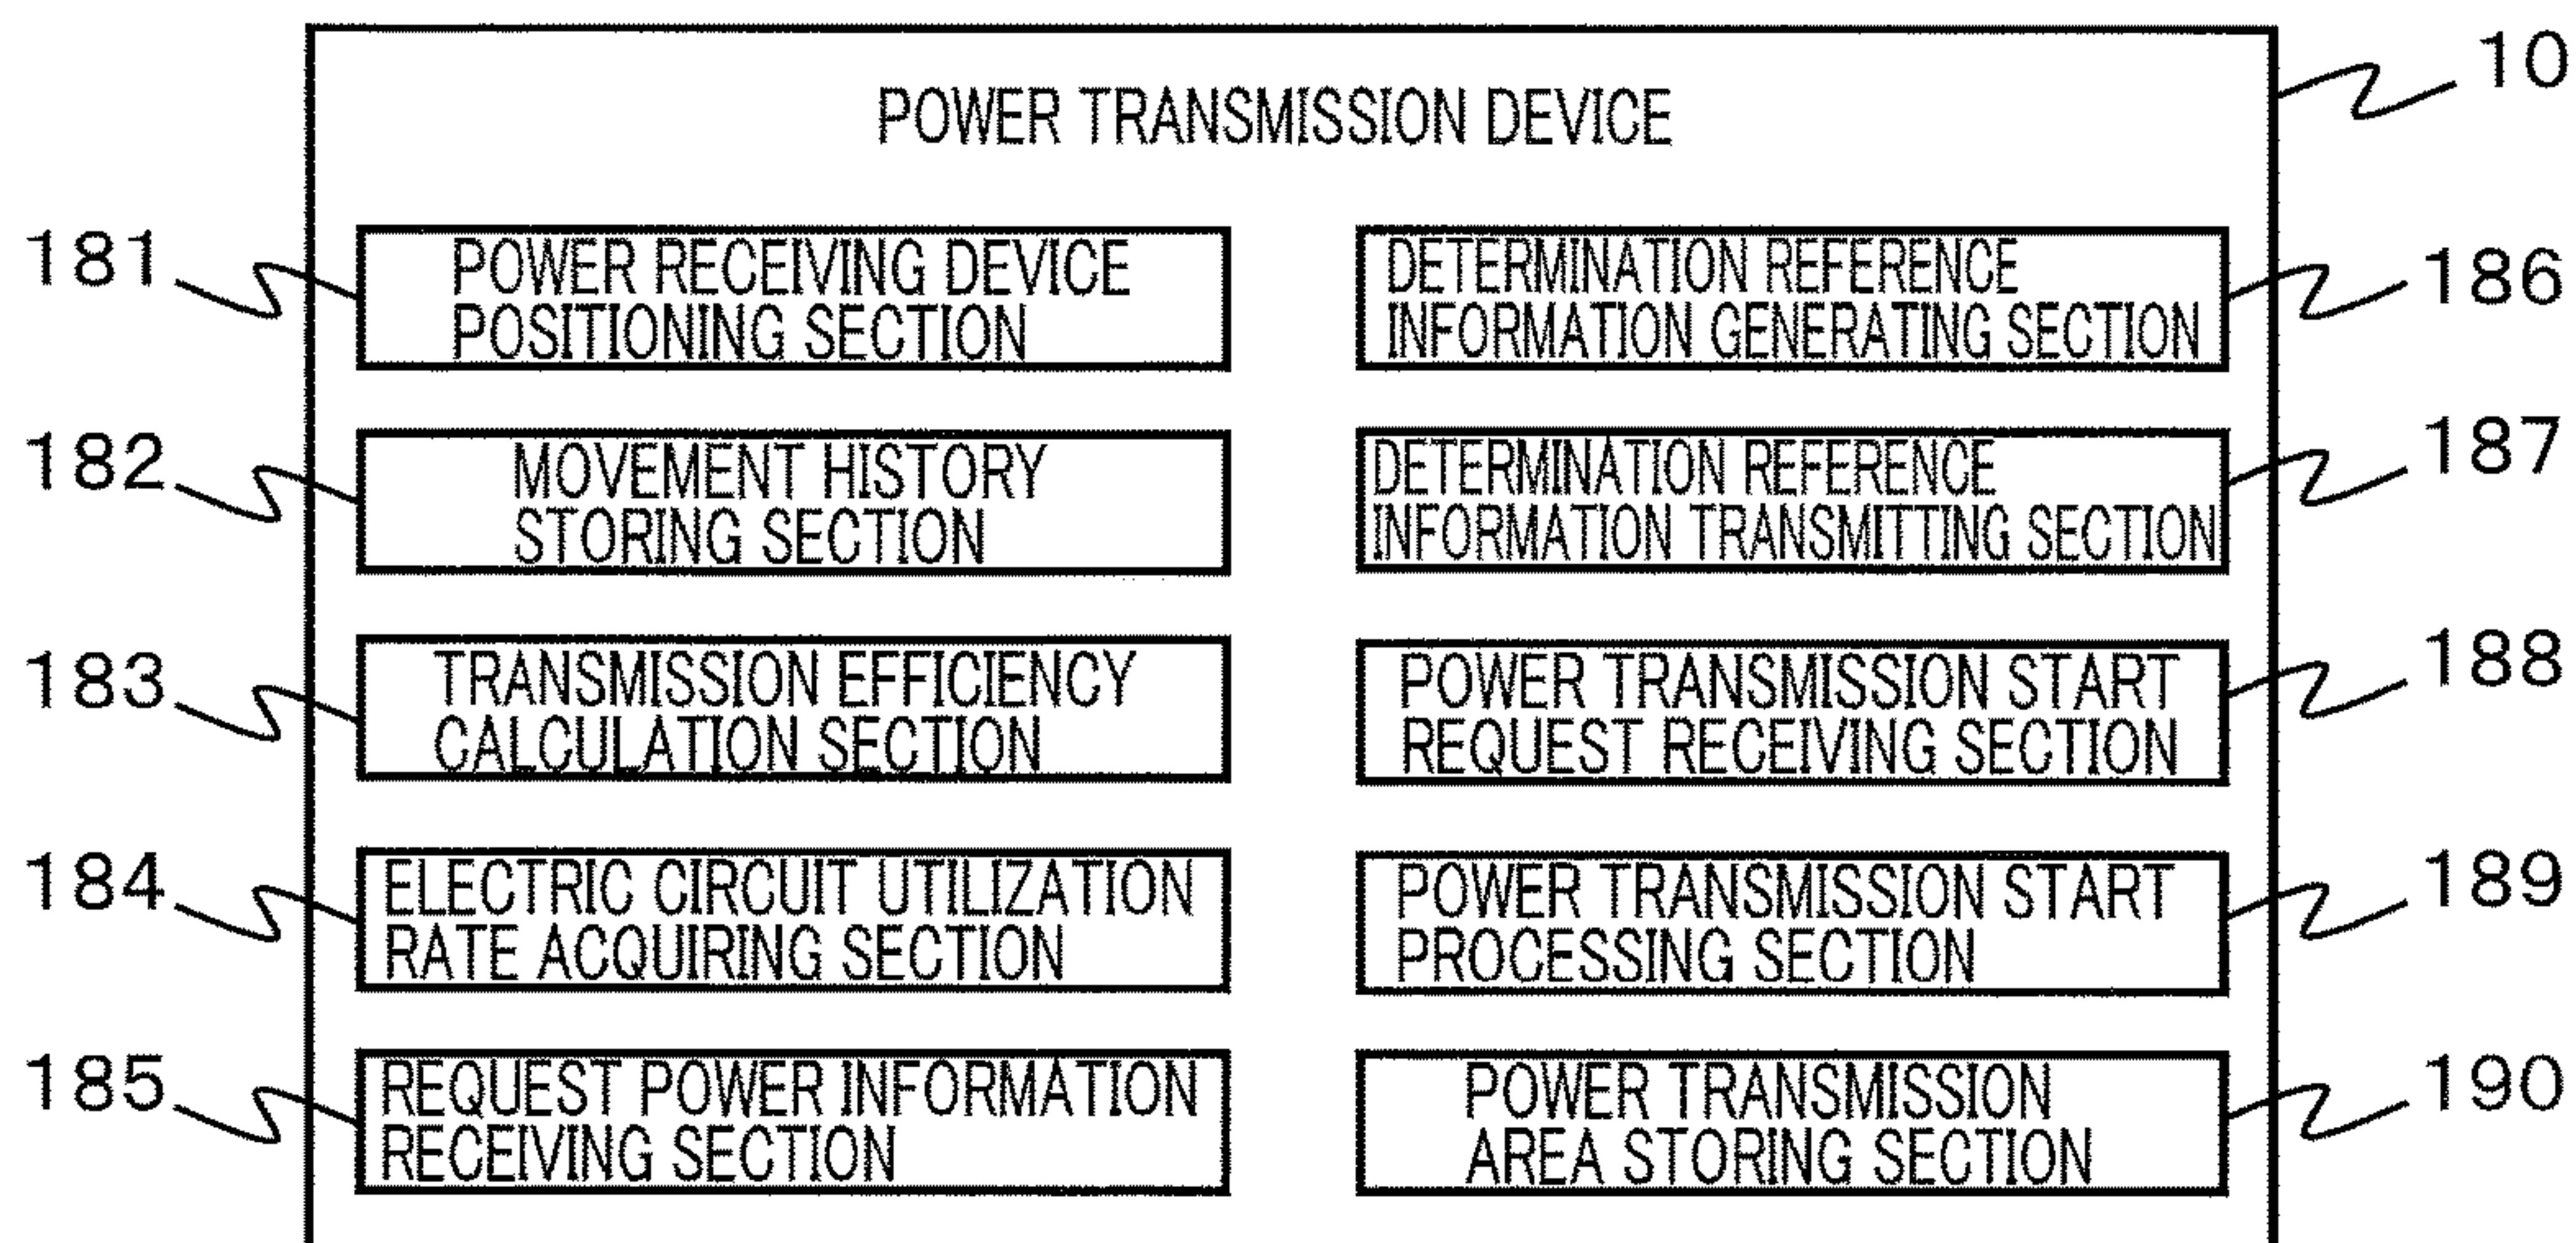 10
POWER TRANSMISSION DEVICE
181
POWER RECEIVING DEVICE
POSITIONING SECTION
182
MOVEMENT HISTORY
STORING SECTION
183
TRANSMISSION EFFICIENCY
CALCULATION SECTION
184
ELECTRIC CIRCUIT UTILIZATION
RATE ACQUIRING SECTION
185
REQUEST POWER INFORMATION
RECEIVING SECTION
DETERMINATION REFERENCE
INFORMATION GENERATING SECTION
186
DETERMINATION REFERENCE
INFORMATION TRANSMITTING SECTION
187
POWER TRANSMISSION START
REQUEST RECEIVING SECTION
188
POWER TRANSMISSION START
PROCESSING SECTION
189
POWER TRANSMISSION
AREA STORING SECTION
190